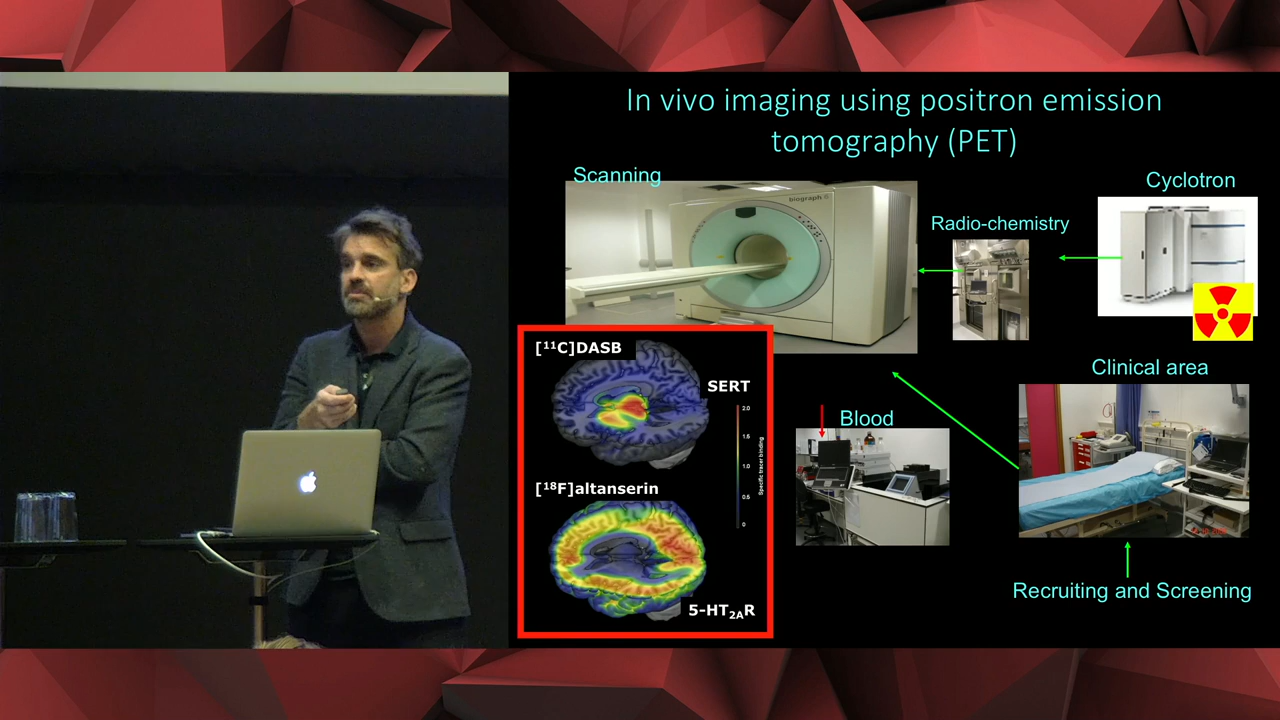 In vivo imaging using positron emission
tomography (PET)
Scanning
Cyclotron
Radio-chemistry
biograph 6
[¹¹C]DASB
SERT
2.0
1.5
1.0
0.5
0
Specific tracer binding
[¹⁸F]altanserin
5-HT₂ₐR
Blood
Clinical area
Recruiting and Screening